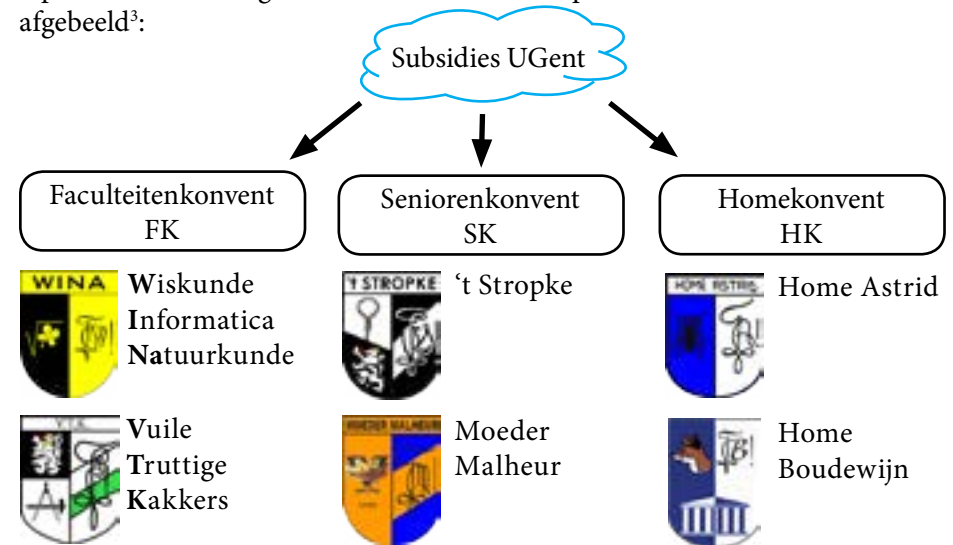 afgebeeld³:
Subsidies UGent
Faculteitenkonvent
FK
Seniorenkonvent
SK
Homekonvent
HK
WINA
Wiskunde
Informatica
Natuurkunde
'T STROPKE
‘t Stropke
HOME ASTRID
Home Astrid
V.T.K.
Vuile
Truttige
Kakkers
MOEDER MALHEUR
Moeder
Malheur
Home
Boudewijn